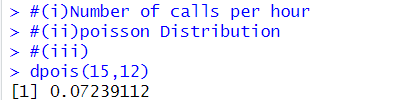 > #(i)Number of calls per hour
> #(ii)poisson Distribution
> #(iii)
> dpois(15,12)
[1] 0.07239112